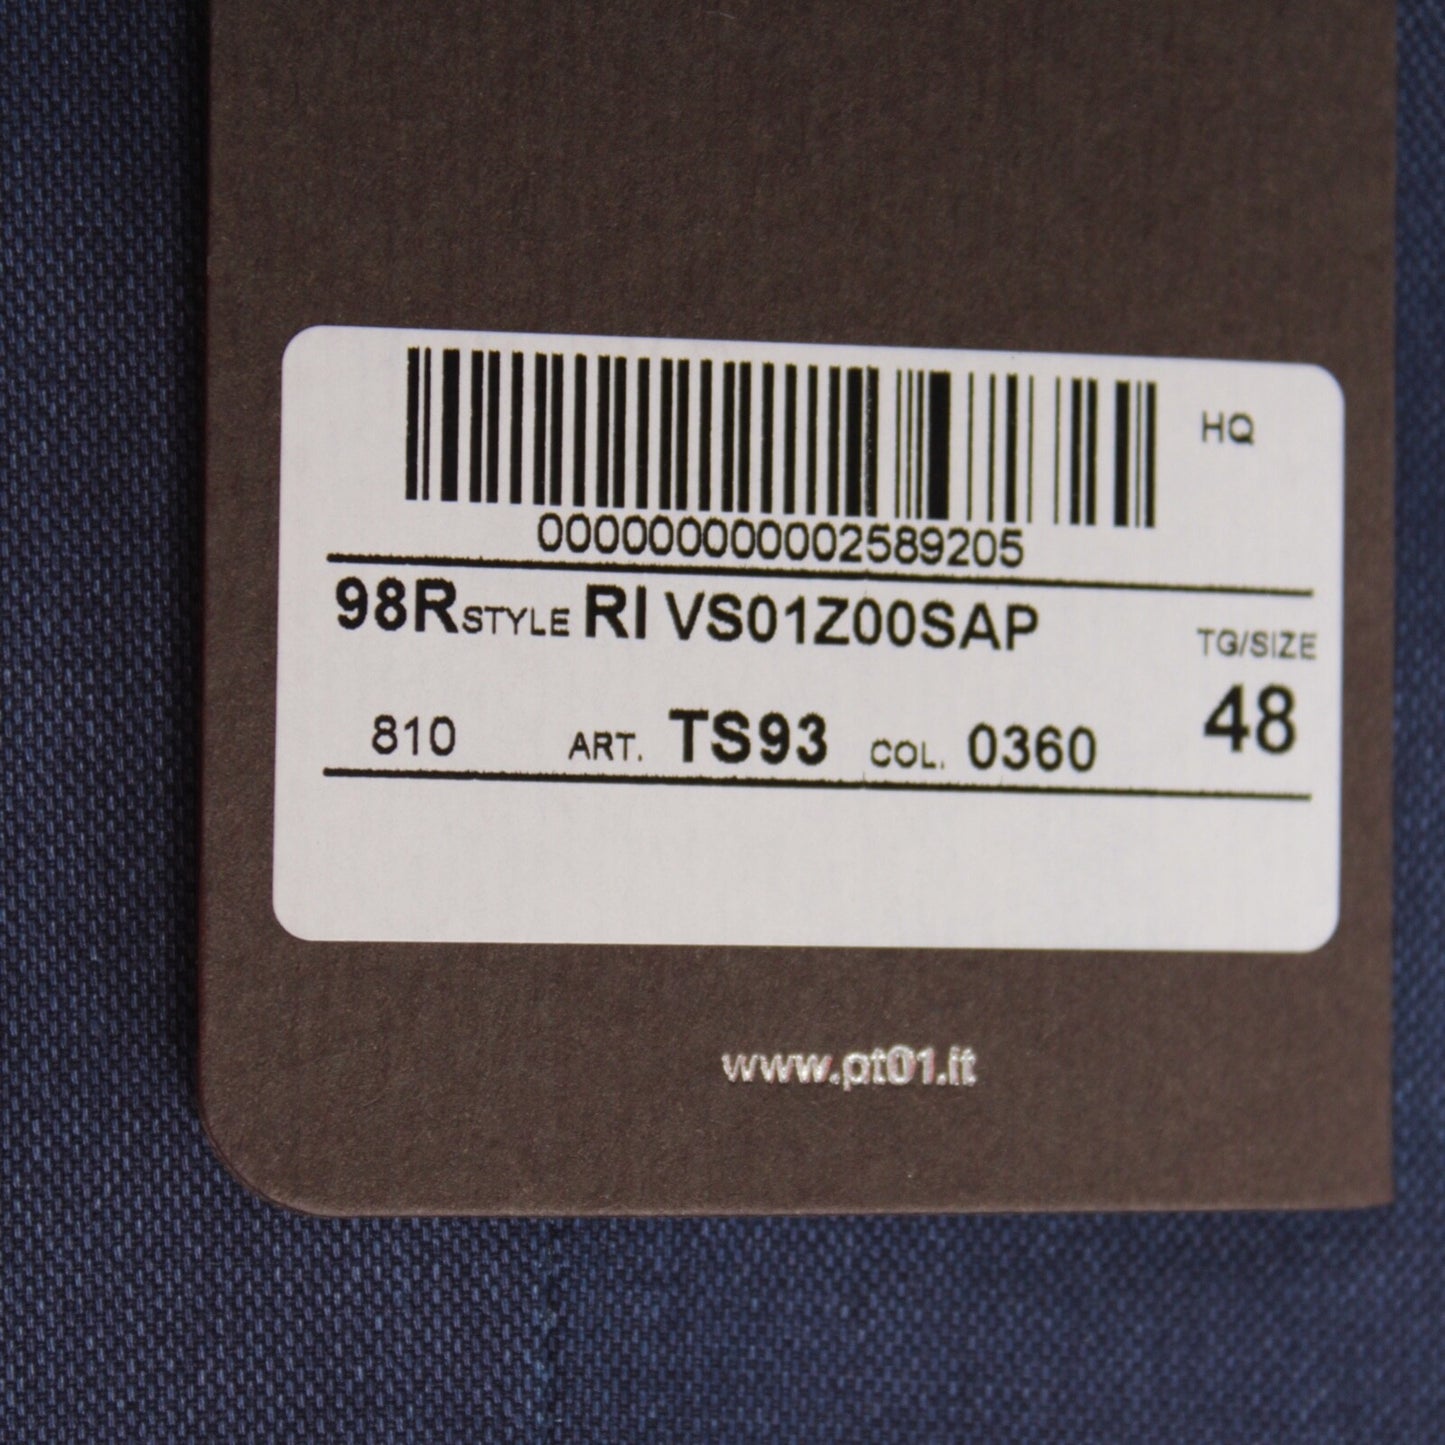 HQ
0000000000002589205
98R STYLE RI VS01Z00SAP
TG/SIZE
810 ART. TS93 COL. 0360 48
www.pt01.it